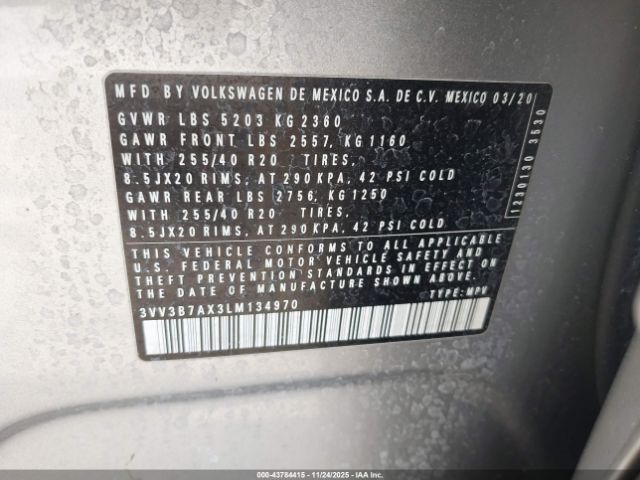 MFD BY VOLKSWAGEN DE MEXICO S.A. DE C.V. MEXICO 03/20
GVWR LBS 5203 KG 2360
GAWR FRONT LBS 2557, KG 1160
WITH 255/40 R20 TIRES,
8.5JX20 RIMS, AT 290 KPA, 42 PSI COLD
GAWR REAR LBS 2756, KG 1250
WITH 255/40 R20 TIRES,
8.5JX20 RIMS, AT 290 KPA, 42 PSI COLD
THIS VEHICLE CONFORMS TO ALL APPLICABLE
U.S. FEDERAL MOTOR VEHICLE SAFETY AND
THEFT PREVENTION STANDARDS IN EFFECT ON
THE DATE OF MANUFACTURE SHOWN ABOVE.
3VV3B7AX3LM134970 TYPE: MPV
1230130 3530
000-43784415 - 11/24/2025 - IAAI.COM